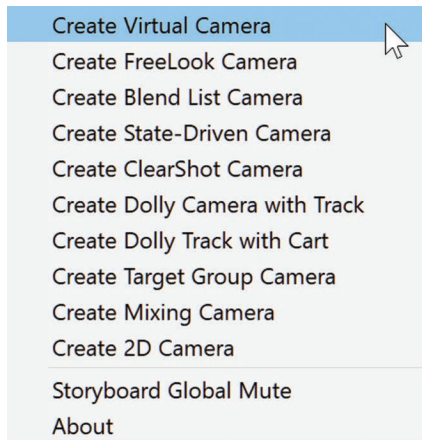 Create Virtual Camera
Create FreeLook Camera
Create Blend List Camera
Create State-Driven Camera
Create ClearShot Camera
Create Dolly Camera with Track
Create Dolly Track with Cart
Create Target Group Camera
Create Mixing Camera
Create 2D Camera
Storyboard Global Mute
About